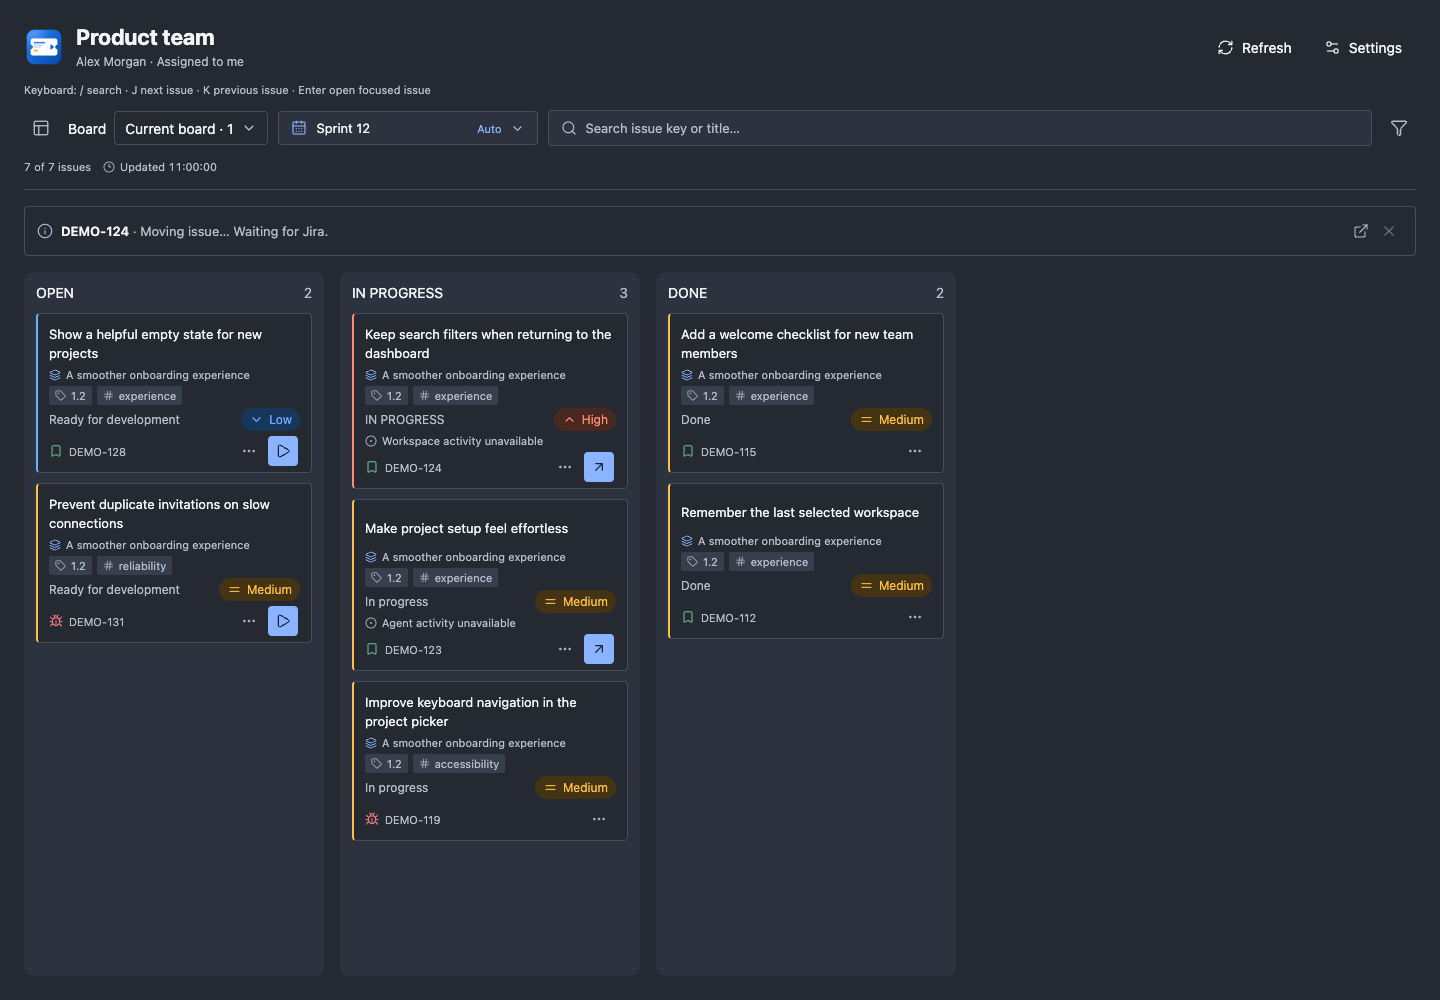 Product team
Alex Morgan · Assigned to me
Refresh
Settings
Keyboard: / search · J next issue · K previous issue · Enter open focused issue
Board
Current board · 1
Sprint 12
Auto
Search issue key or title...
7 of 7 issues
Updated 11:00:00
DEMO-124 · Moving issue... Waiting for Jira.
OPEN
2
Show a helpful empty state for new
projects
A smoother onboarding experience
1.2
experience
Ready for development
Low
DEMO-128
Prevent duplicate invitations on slow
connections
A smoother onboarding experience
1.2
reliability
Ready for development
Medium
DEMO-131
IN PROGRESS
3
Keep search filters when returning to the
dashboard
A smoother onboarding experience
1.2
experience
IN PROGRESS
High
Workspace activity unavailable
DEMO-124
Make project setup feel effortless
A smoother onboarding experience
1.2
experience
In progress
Medium
Agent activity unavailable
DEMO-123
Improve keyboard navigation in the
project picker
A smoother onboarding experience
1.2
accessibility
In progress
Medium
DEMO-119
DONE
2
Add a welcome checklist for new team
members
A smoother onboarding experience
1.2
experience
Done
Medium
DEMO-115
Remember the last selected workspace
A smoother onboarding experience
1.2
experience
Done
Medium
DEMO-112